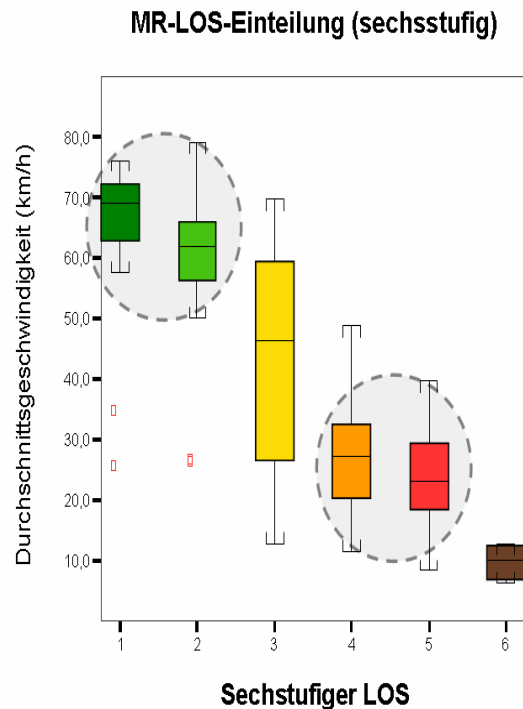 MR-LOS-Einteilung (sechsstufig)
Durchschnittsgeschwindigkeit (km/h)
80,0
70,0
60,0
50,0
40,0
30,0
20,0
10,0
1 2 3 4 5 6
Sechstufiger LOS